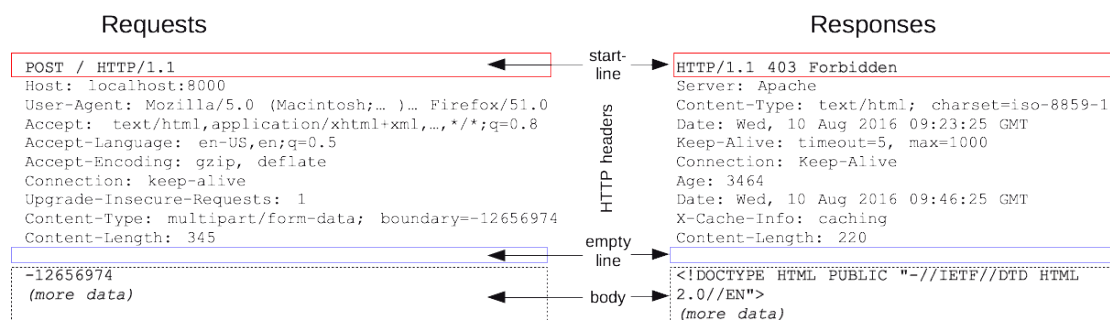 Requests
POST / HTTP/1.1
Host: localhost:8000
User-Agent: Mozilla/5.0 (Macintosh;… )… Firefox/51.0
Accept: text/html,application/xhtml+xml,…,*/*;q=0.8
Accept-Language: en-US,en;q=0.5
Accept-Encoding: gzip, deflate
Connection: keep-alive
Upgrade-Insecure-Requests: 1
Content-Type: multipart/form-data; boundary=-12656974
Content-Length: 345
-12656974
(more data)
start-
line
HTTP headers
empty
line
body
Responses
HTTP/1.1 403 Forbidden
Server: Apache
Content-Type: text/html; charset=iso-8859-1
Date: Wed, 10 Aug 2016 09:23:25 GMT
Keep-Alive: timeout=5, max=1000
Connection: Keep-Alive
Age: 3464
Date: Wed, 10 Aug 2016 09:46:25 GMT
X-Cache-Info: caching
Content-Length: 220
<!DOCTYPE HTML PUBLIC "-//IETF//DTD HTML
2.0//EN">
(more data)